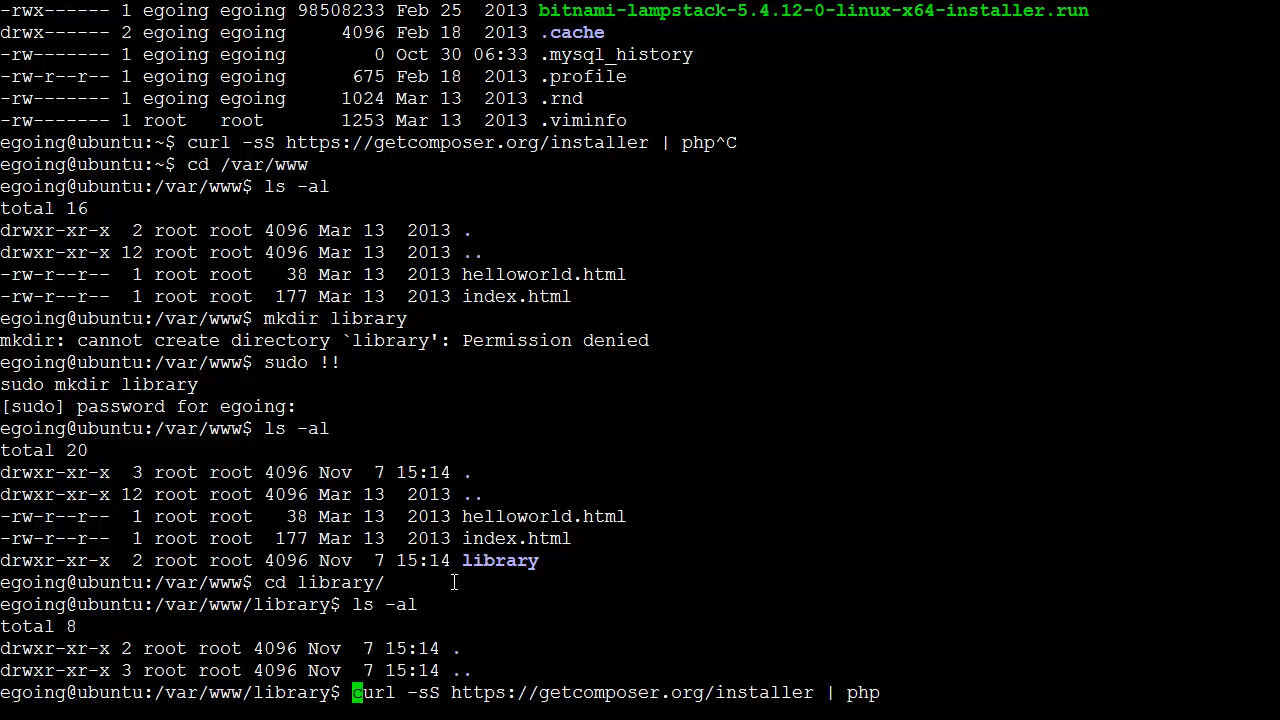 -rwx------ 1 egoing egoing 98508233 Feb 25  2013 bitnami-lampstack-5.4.12-0-linux-x64-installer.run
drwx------ 2 egoing egoing     4096 Feb 18  2013 .cache
-rw------- 1 egoing egoing        0 Oct 30 06:33 .mysql_history
-rw-r--r-- 1 egoing egoing      675 Feb 18  2013 .profile
-rw------- 1 egoing egoing     1024 Mar 13  2013 .rnd
-rw------- 1 root   root       1253 Mar 13  2013 .viminfo
egoing@ubuntu:~$ curl -sS https://getcomposer.org/installer | php^C
egoing@ubuntu:~$ cd /var/www
egoing@ubuntu:/var/www$ ls -al
total 16
drwxr-xr-x  2 root root 4096 Mar 13  2013 .
drwxr-xr-x 12 root root 4096 Mar 13  2013 ..
-rw-r--r--  1 root root   38 Mar 13  2013 helloworld.html
-rw-r--r--  1 root root  177 Mar 13  2013 index.html
egoing@ubuntu:/var/www$ mkdir library
mkdir: cannot create directory `library': Permission denied
egoing@ubuntu:/var/www$ sudo !!
sudo mkdir library
[sudo] password for egoing:
egoing@ubuntu:/var/www$ ls -al
total 20
drwxr-xr-x  3 root root 4096 Nov  7 15:14 .
drwxr-xr-x 12 root root 4096 Mar 13  2013 ..
-rw-r--r--  1 root root   38 Mar 13  2013 helloworld.html
-rw-r--r--  1 root root  177 Mar 13  2013 index.html
drwxr-xr-x  2 root root 4096 Nov  7 15:14 library
egoing@ubuntu:/var/www$ cd library/
egoing@ubuntu:/var/www/library$ ls -al
total 8
drwxr-xr-x 2 root root 4096 Nov  7 15:14 .
drwxr-xr-x 3 root root 4096 Nov  7 15:14 ..
egoing@ubuntu:/var/www/library$ curl -sS https://getcomposer.org/installer | php